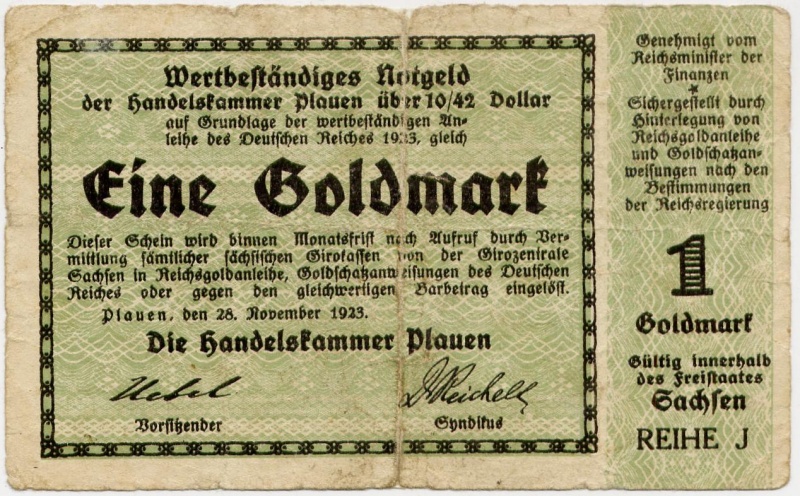 Wertbeständiges Notgeld
der Handelskammer Plauen über 10/42 Dollar
auf Grundlage der wertbeständigen An-
leihe des Deutschen Reiches 1923, gleich
Eine Goldmark
Dieser Schein wird binnen Monatsfrist nach Aufruf durch Ver-
mittlung sämtlicher sächsischen Girokassen von der Girozentrale
Sachsen in Reichsgoldanleihe, Goldschatzanweisungen des Deutschen
Reiches oder gegen den gleichwertigen Barbetrag eingelöst.
Plauen, den 28. November 1923.
Die Handelskammer Plauen
Uebel
Dr Reichelt
Vorsitzender
Syndikus
Genehmigt vom
Reichsminister der
Finanzen
*
Sichergestellt durch
Hinterlegung von
Reichsgoldanleihe
und Goldschatzan-
weisungen nach den
Bestimmungen
der Reichsregierung
1
Goldmark
Gültig innerhalb
des Freistaates
Sachsen
REIHE J